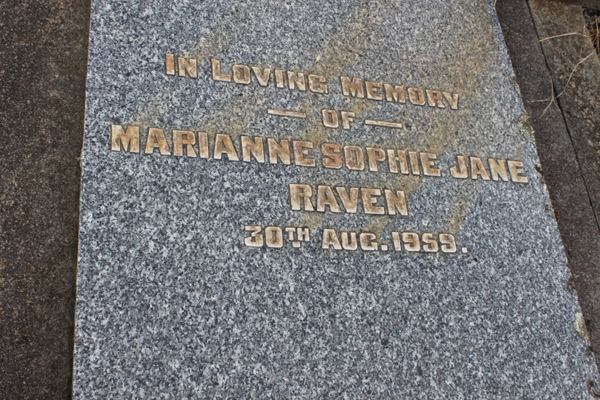 IN LOVING MEMORY
— OF —
MARIANNE SOPHIE JANE
RAVEN
30TH AUG. 1959.